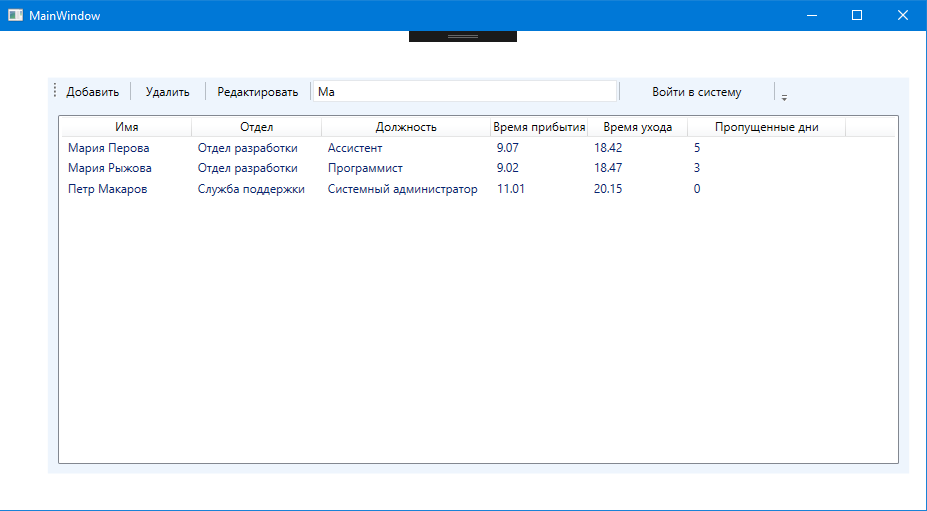 MainWindow
Добавить Удалить Редактировать Ма Войти в систему
Имя Отдел Должность Время прибытия Время ухода Пропущенные дни
Мария Перова Отдел разработки Ассистент 9.07 18.42 5
Мария Рыжова Отдел разработки Программист 9.02 18.47 3
Петр Макаров Служба поддержки Системный администратор 11.01 20.15 0